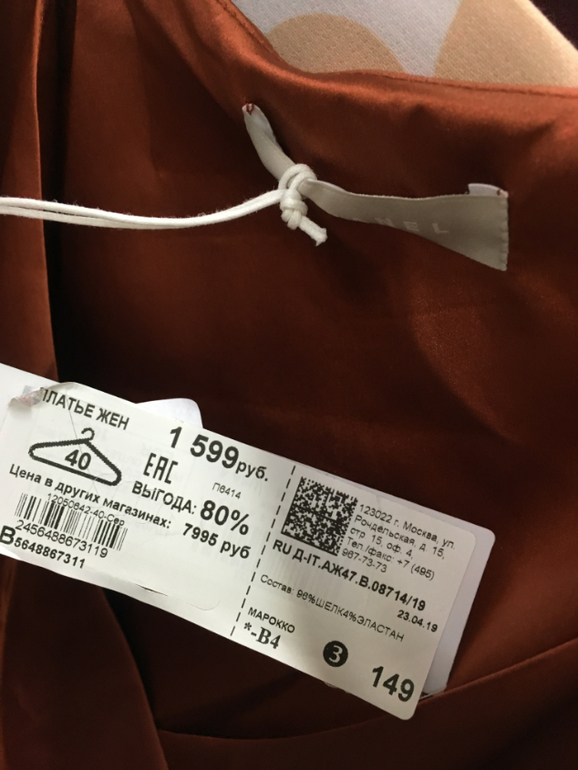 ПЛАТЬЕ ЖЕН
40
1 599руб.
ЕАС
П6414
ВЫГОДА: 80%
Цена в других магазинах: 7995 руб
12060642-40-Сер
2456488673119
B5648867311
123022 г. Москва, ул.
Рочдельская, д. 15,
стр 15, оф. 4,
Тел./факс: +7 (495)
967-73-73
RU Д-IT.АЖ47.В.08714/19
23.04.19
Состав: 96%ШЕЛК4%ЭЛАСТАН
МАРОККО
*-B4
3
149